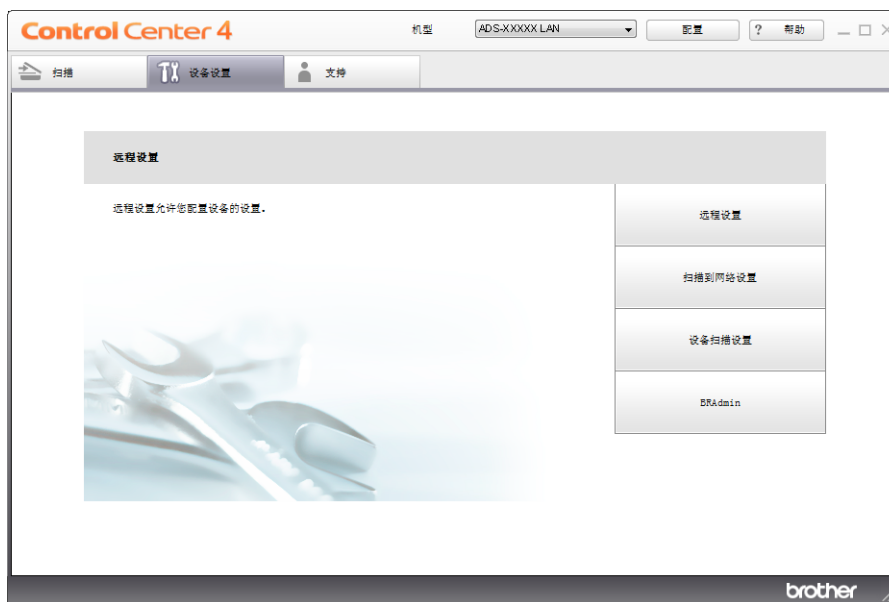 Control Center 4
机型
ADS-XXXXX LAN
配置
? 帮助
扫描
设备设置
支持
远程设置
远程设置允许您配置设备的设置.
远程设置
扫描到网络设置
设备扫描设置
BRAdmin
brother